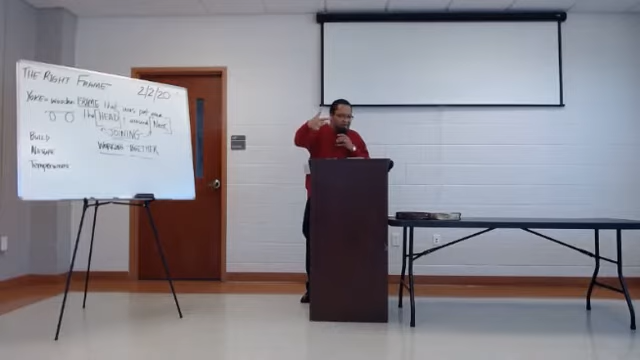 THE RIGHT FRAME
2/2/20
Yoke = wooden FRAME that was put over
the HEAD / around Neck
JOINING
WORKING TOGETHER
BUILD
NATURE
Temperament